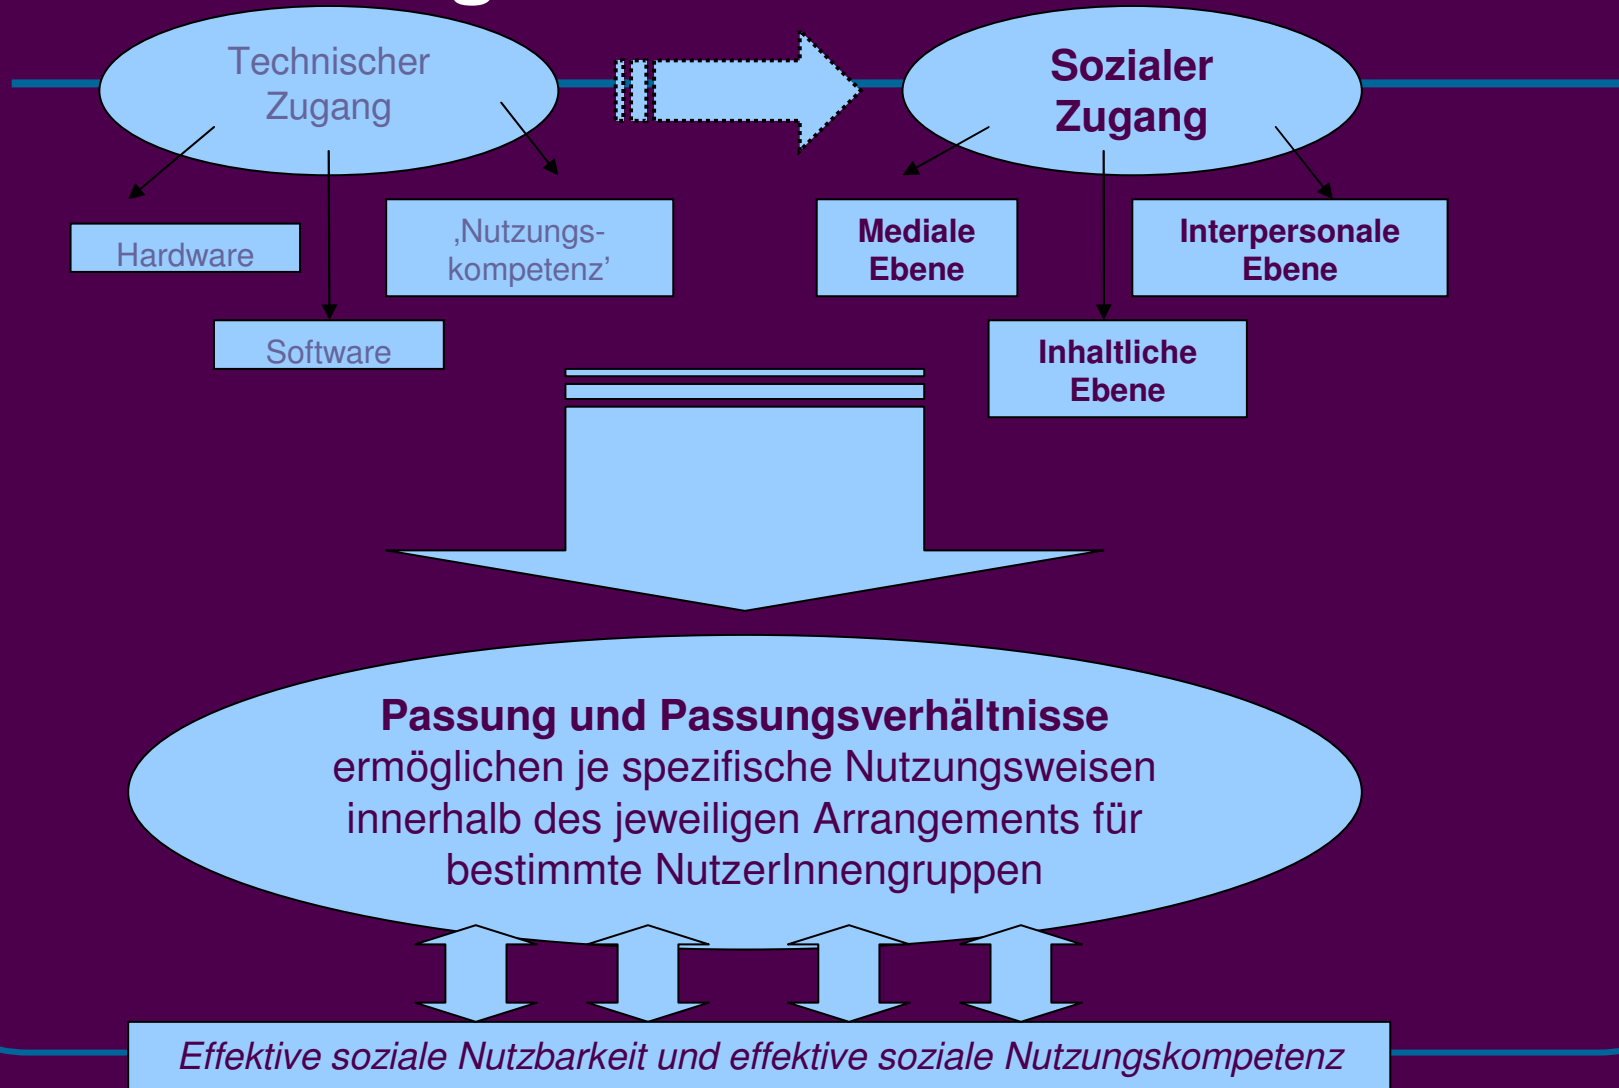 Technischer
Zugang
Sozialer
Zugang
Hardware
‚Nutzungs-
kompetenz’
Software
Mediale
Ebene
Interpersonale
Ebene
Inhaltliche
Ebene
Passung und Passungsverhältnisse
ermöglichen je spezifische Nutzungsweisen
innerhalb des jeweiligen Arrangements für
bestimmte NutzerInnengruppen
Effektive soziale Nutzbarkeit und effektive soziale Nutzungskompetenz